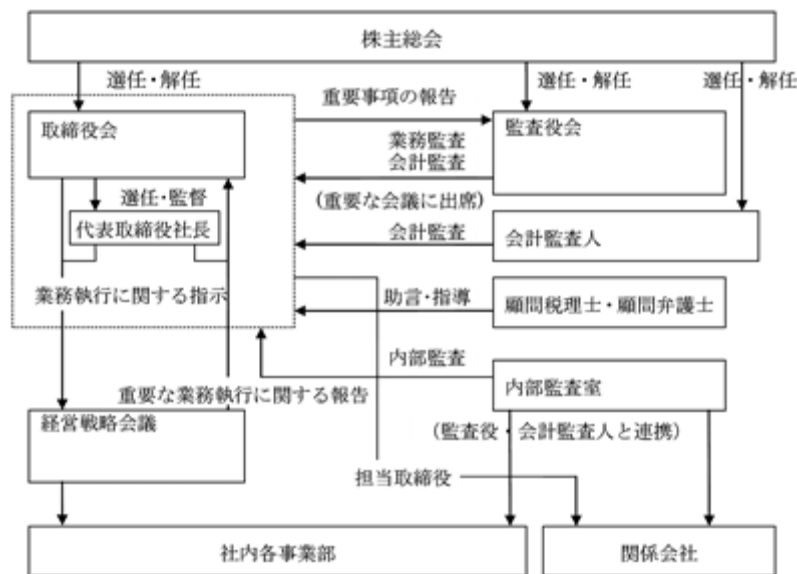 株主総会
選任・解任
選任・解任
選任・解任
重要事項の報告
取締役会
監査役会
業務監査
会計監査
選任・監督
(重要な会議に出席)
代表取締役社長
会計監査
会計監査人
業務執行に関する指示
助言・指導
顧問税理士・顧問弁護士
内部監査
内部監査室
重要な業務執行に関する報告
経営戦略会議
(監査役・会計監査人と連携)
担当取締役
社内各事業部
関係会社